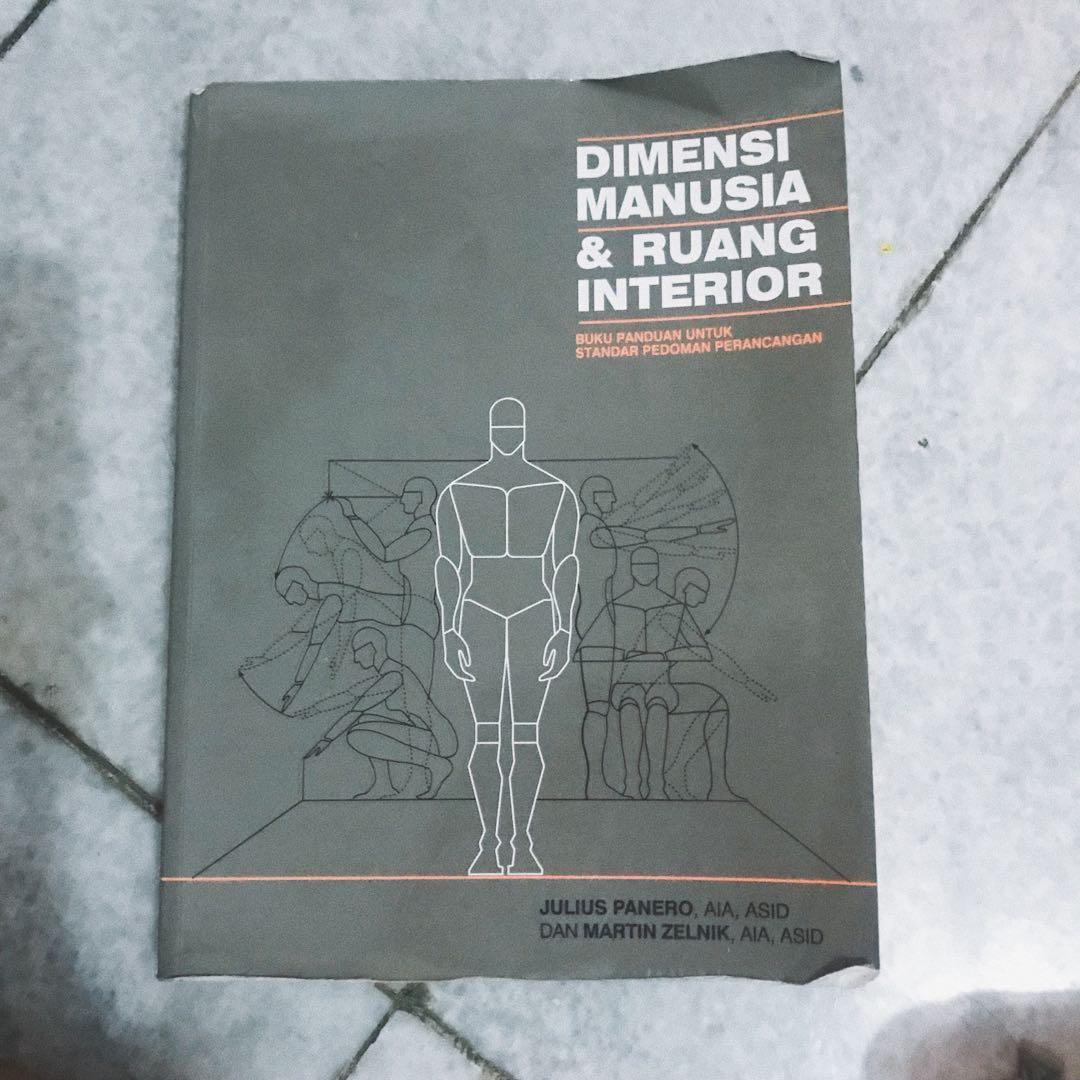 DIMENSI
MANUSIA
& RUANG
INTERIOR
BUKU PANDUAN UNTUK
STANDAR PEDOMAN PERANCANGAN
JULIUS PANERO, AIA, ASID
DAN MARTIN ZELNIK, AIA, ASID